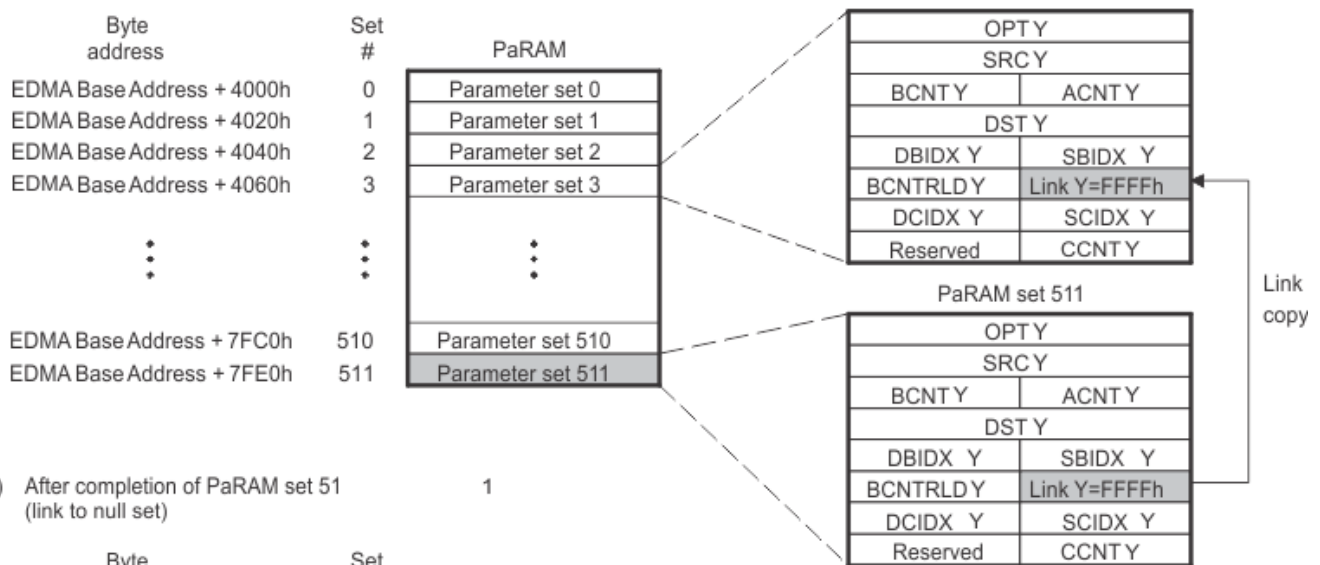 Byte address Set # PaRAM
EDMA Base Address + 4000h 0 Parameter set 0
EDMA Base Address + 4020h 1 Parameter set 1
EDMA Base Address + 4040h 2 Parameter set 2
EDMA Base Address + 4060h 3 Parameter set 3
EDMA Base Address + 7FC0h 510 Parameter set 510
EDMA Base Address + 7FE0h 511 Parameter set 511
OPT Y
SRC Y
BCNT Y ACNT Y
DST Y
DBIDX Y SBIDX Y
BCNTRLD Y Link Y=FFFFh
DCIDX Y SCIDX Y
Reserved CCNT Y
Link copy
PaRAM set 511
OPT Y
SRC Y
BCNT Y ACNT Y
DST Y
DBIDX Y SBIDX Y
BCNTRLD Y Link Y=FFFFh
DCIDX Y SCIDX Y
Reserved CCNT Y
) After completion of PaRAM set 51 1
(link to null set)
Byte Set